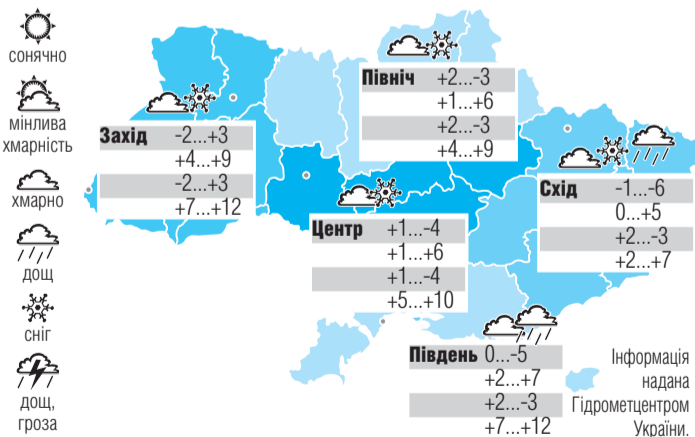 сонячно
мінлива
хмарність
хмарно
дощ
сніг
дощ,
гроза
Північ +2...-3
+1...+6
+2...-3
+4...+9
Захід -2...+3
+4...+9
-2...+3
+7...+12
Схід -1...-6
0...+5
+2...-3
+2...+7
Центр +1...-4
+1...+6
+1...-4
+5...+10
Південь 0...-5
+2...+7
+2...-3
+7...+12
Інформація
надана
Гідрометцентром
України.